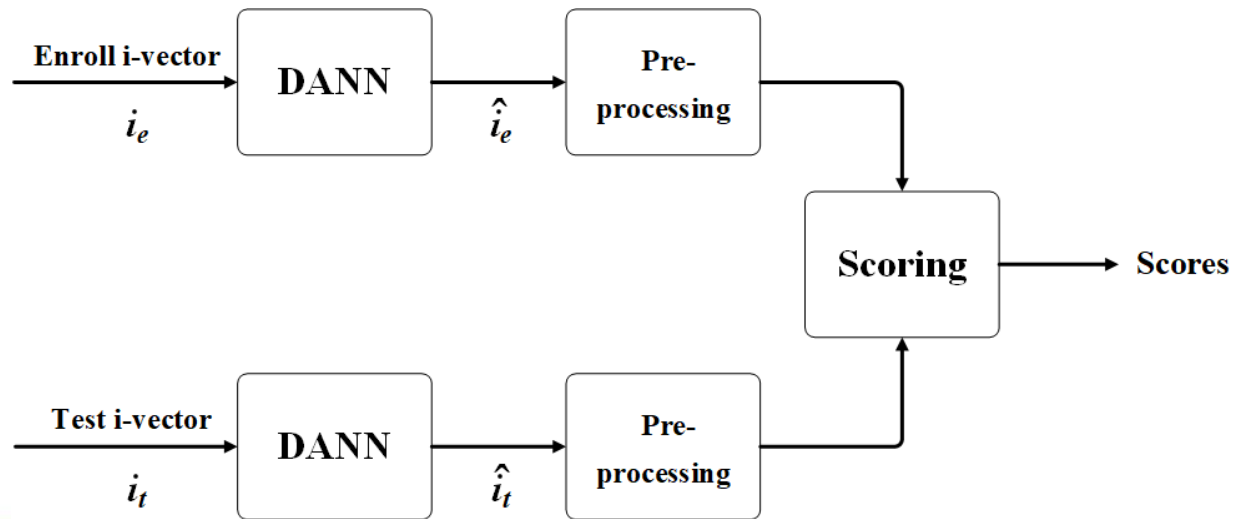 Enroll i-vector
i_e
DANN
î_e
Pre-
processing
Scoring
Scores
Test i-vector
i_t
DANN
î_t
Pre-
processing